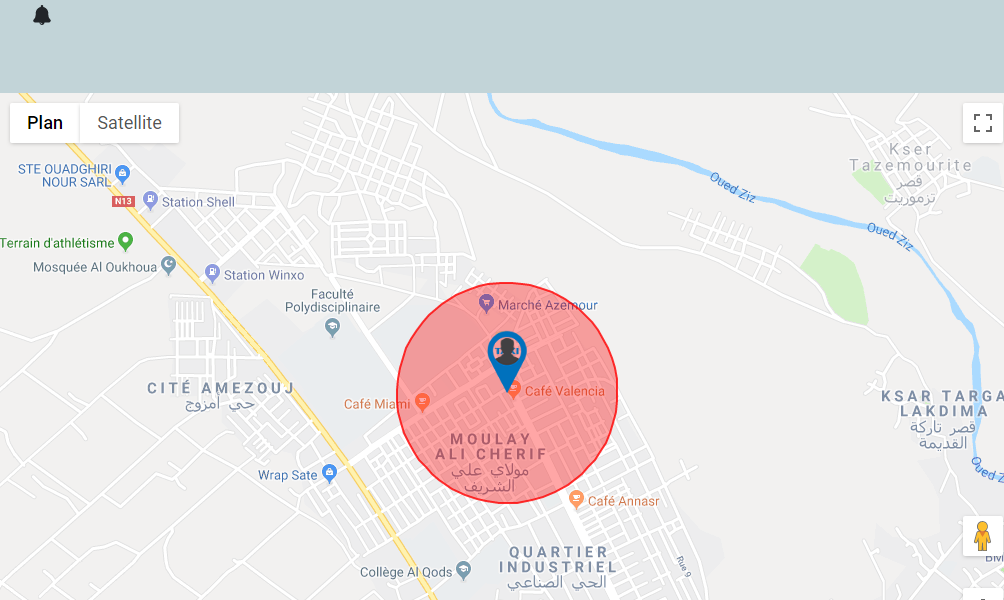 Plan
Satellite
STE OUADGHIRI
NOUR SARL
N13
Station Shell
Terrain d'athlétisme
Mosquée Al Oukhoua
Station Winxo
Faculté
Polydisciplinaire
Kser
Tazemourite
قصر
تزموريت
Oued Ziz
Oued Ziz
Marché Azemour
CITÉ AMEZOUJ
حي امزوج
Café Miami
Café Valencia
KSAR TARGA
LAKDIMA
قصر تاركة
القديمة
MOULAY
ALI CHERIF
مولاي علي
الشريف
Wrap Sate
Oued Z
Café Annasr
QUARTIER
INDUSTRIEL
الحي الصناعي
Rue 9
Collège Al Qods
BM